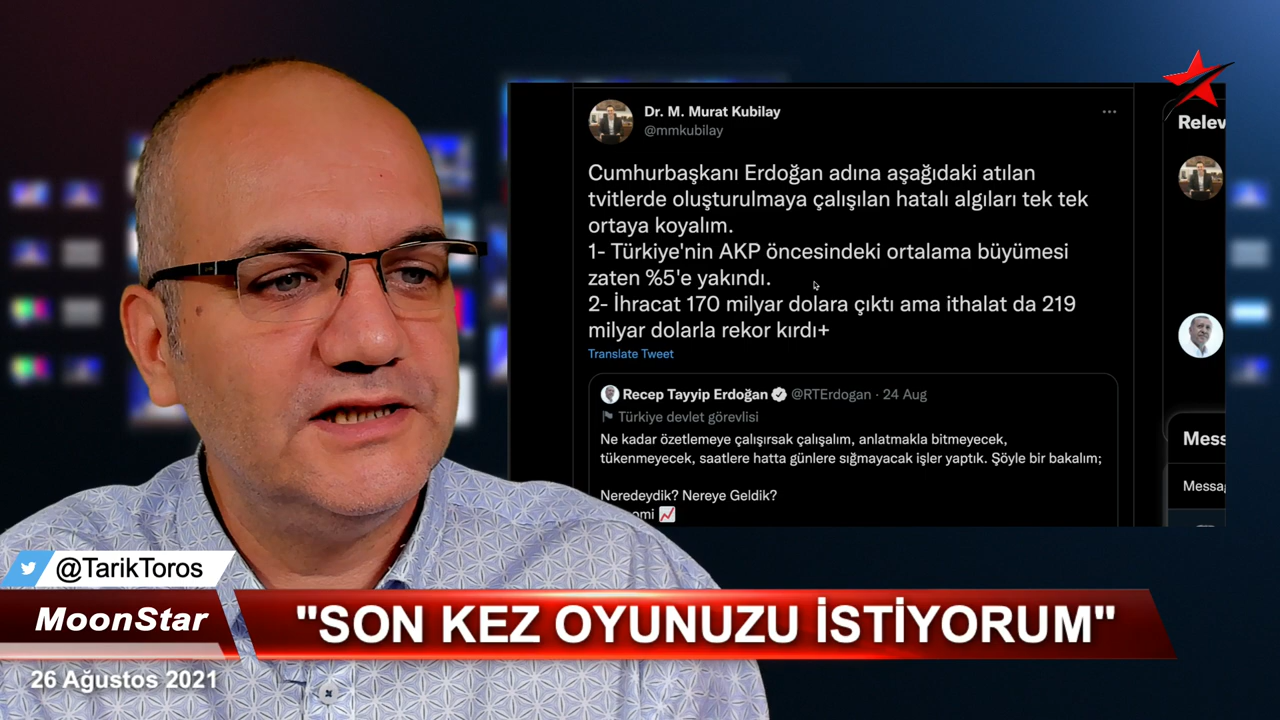 Dr. M. Murat Kubilay
@mmkubilay
Cumhurbaşkanı Erdoğan adına aşağıdaki atılan
tvitlerde oluşturulmaya çalışılan hatalı algıları tek tek
ortaya koyalım.
1- Türkiye'nin AKP öncesindeki ortalama büyümesi
zaten %5'e yakındı.
2- İhracat 170 milyar dolara çıktı ama ithalat da 219
milyar dolarla rekor kırdı+
Translate Tweet
Recep Tayyip Erdoğan @RTErdogan · 24 Aug
Türkiye devlet görevlisi
Ne kadar özetlemeye çalışırsak çalışalım, anlatmakla bitmeyecek,
tükenmeyecek, saatlere hatta günlere sığmayacak işler yaptık. Şöyle bir bakalım;
Neredeydik? Nereye Geldik?
omi
Relev
Mess
Messa
@TarikToros
MoonStar
"SON KEZ OYUNUZU İSTİYORUM"
26 Ağustos 2021